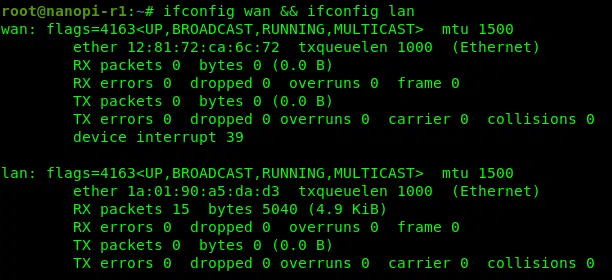 root@nanopi-r1:~# ifconfig wan && ifconfig lan
wan: flags=4163<UP,BROADCAST,RUNNING,MULTICAST>  mtu 1500
        ether 12:81:72:ca:6c:72  txqueuelen 1000  (Ethernet)
        RX packets 0  bytes 0 (0.0 B)
        RX errors 0  dropped 0  overruns 0  frame 0
        TX packets 0  bytes 0 (0.0 B)
        TX errors 0  dropped 0 overruns 0  carrier 0  collisions 0
        device interrupt 39

lan: flags=4163<UP,BROADCAST,RUNNING,MULTICAST>  mtu 1500
        ether 1a:01:90:a5:da:d3  txqueuelen 1000  (Ethernet)
        RX packets 15  bytes 5040 (4.9 KiB)
        RX errors 0  dropped 0  overruns 0  frame 0
        TX packets 0  bytes 0 (0.0 B)
        TX errors 0  dropped 0 overruns 0  carrier 0  collisions 0